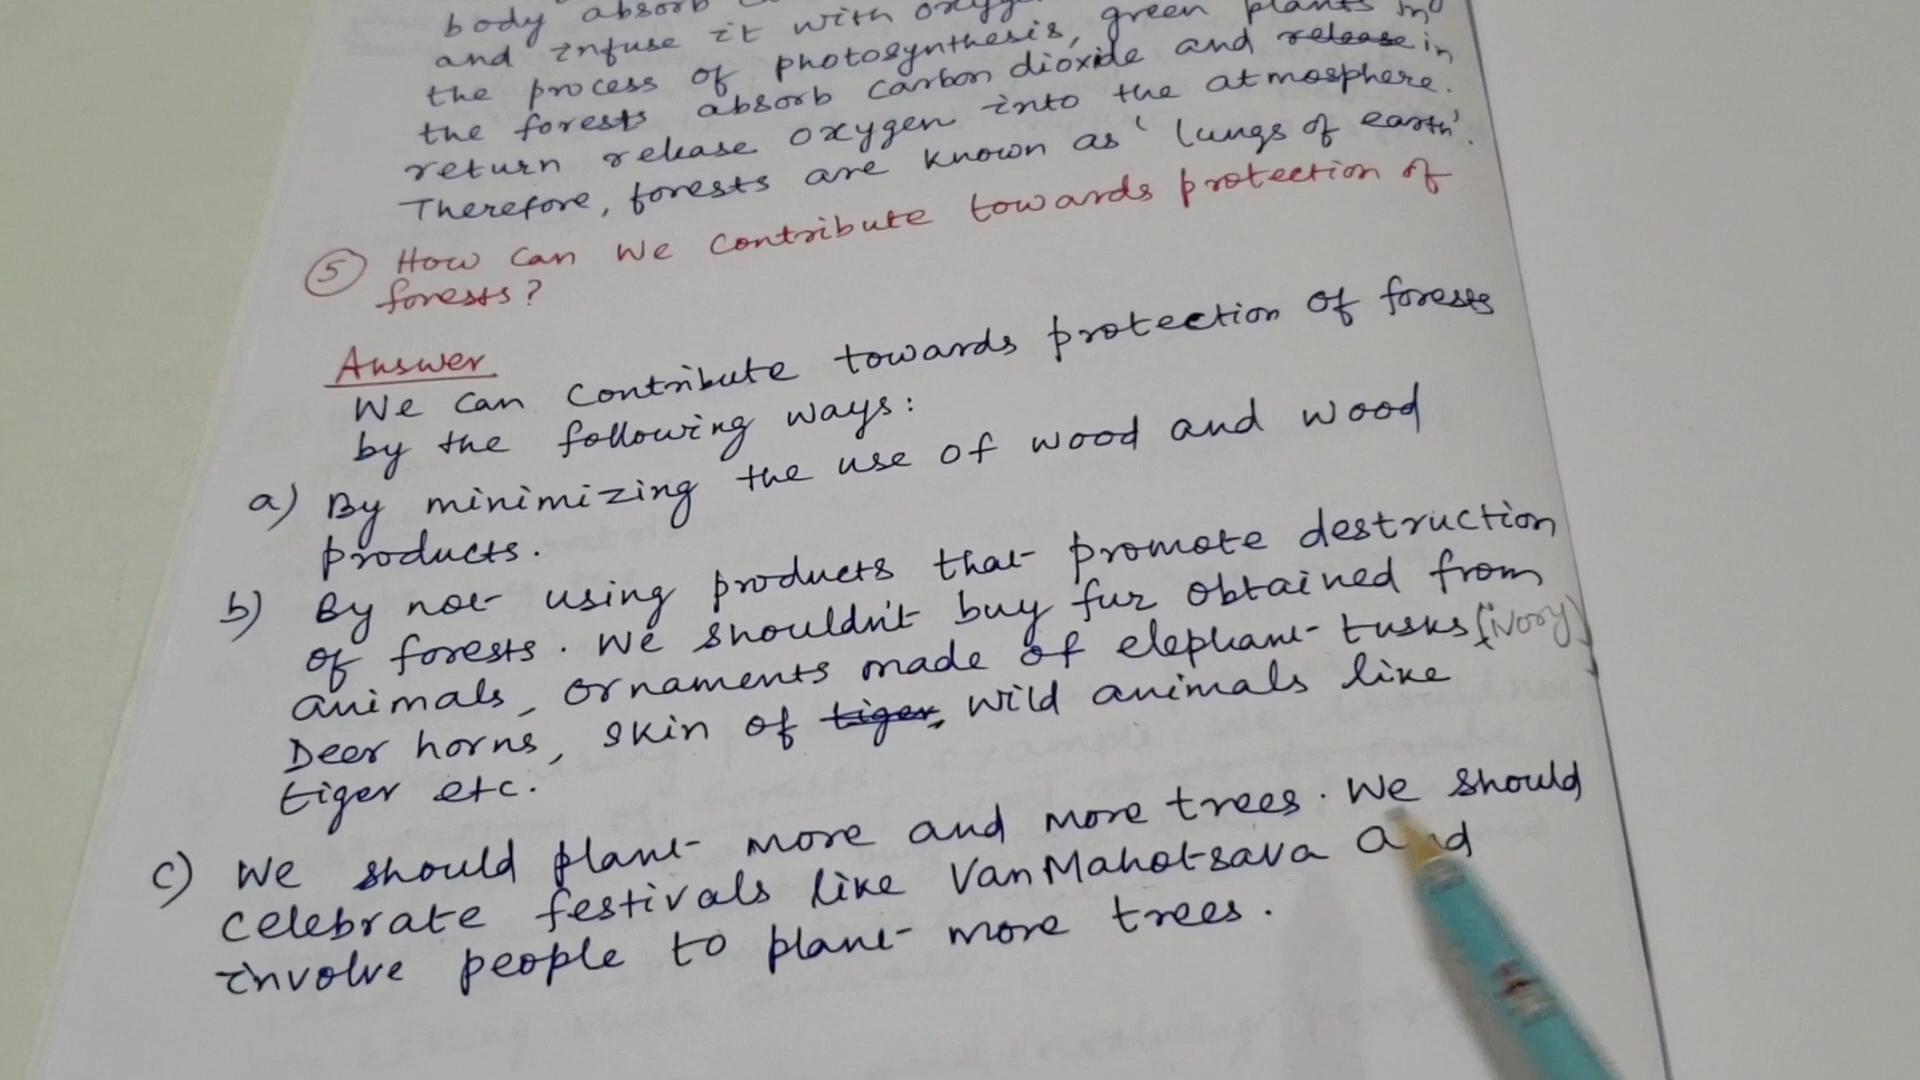 body absorb
and infuse it with
the process of photosynthesis, green plants in
the forests absorb carbon dioxide and release in
return release oxygen into the atmosphere.
Therefore, forests are known as 'lungs of earth'.
5 How can we contribute towards protection of
forests?
Answer
We can contribute towards protection of forests
by the following ways:
a) By minimizing the use of wood and wood
products.
b) By not using products that promote destruction
of forests. We shouldn't buy fur obtained from
animals, ornaments made of elephant tusks (ivory)
Deer horns, skin of tiger, wild animals like
tiger etc.
c) We should plant more and more trees. We should
celebrate festivals like VanMahotsava and
involve people to plant more trees.